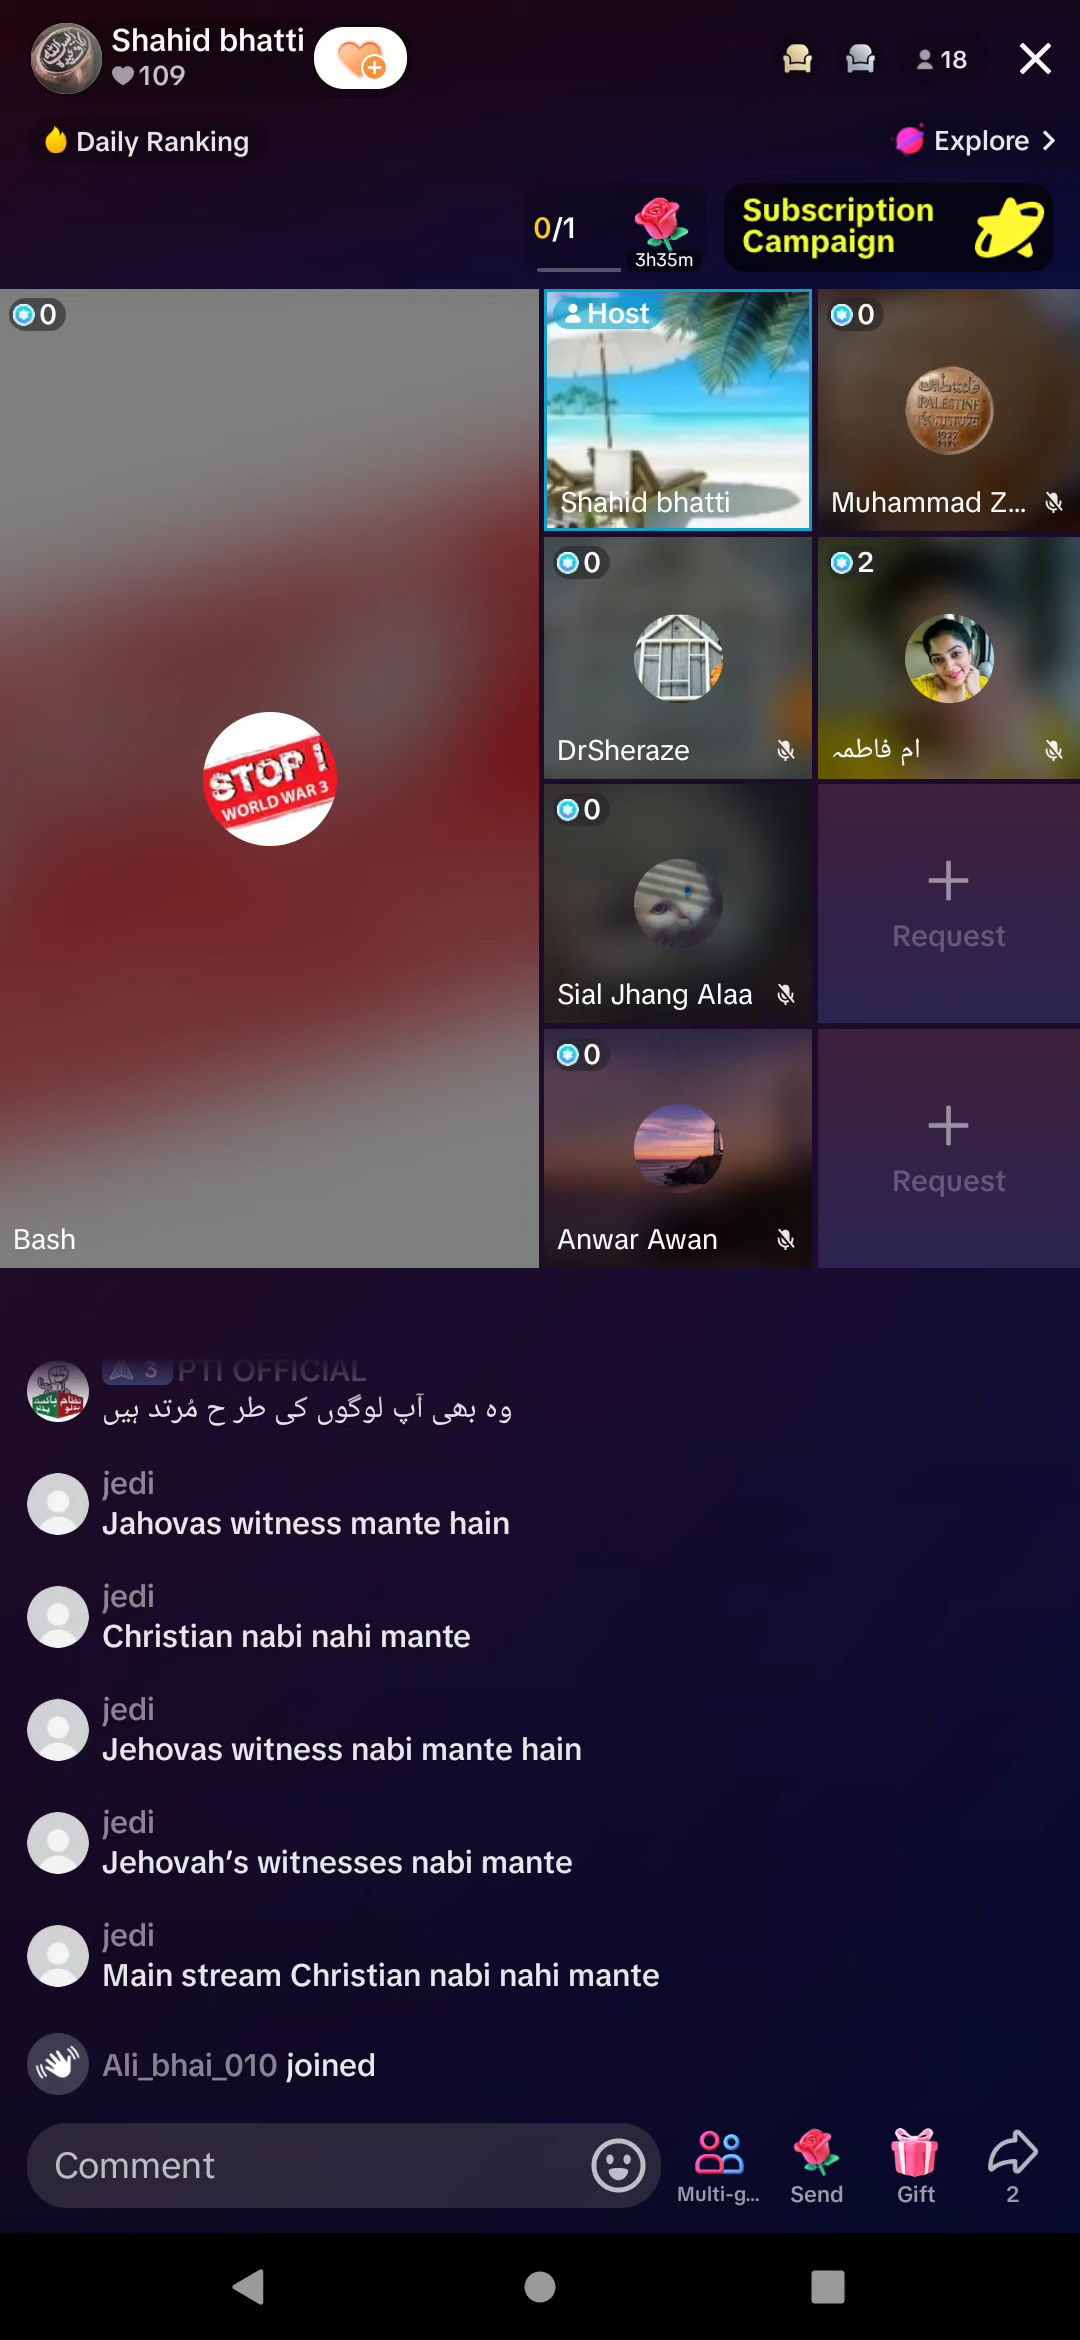 Shahid bhatti
109
18
Daily Ranking
Explore
0/1
3h35m
Subscription
Campaign
0
STOP !
WORLD WAR 3
Bash
Host
Shahid bhatti
0
PALESTINE
1927
Muhammad Z...
0
DrSheraze
2
ام فاطمہ
0
Sial Jhang Alaa
Request
0
Anwar Awan
Request
3 PTI OFFICIAL
وہ بھی آپ لوگوں کی طر ح مُرتد ہیں
jedi
Jahovas witness mante hain
jedi
Christian nabi nahi mante
jedi
Jehovas witness nabi mante hain
jedi
Jehovah’s witnesses nabi mante
jedi
Main stream Christian nabi nahi mante
Ali_bhai_010 joined
Comment
Multi-g...
Send
Gift
2